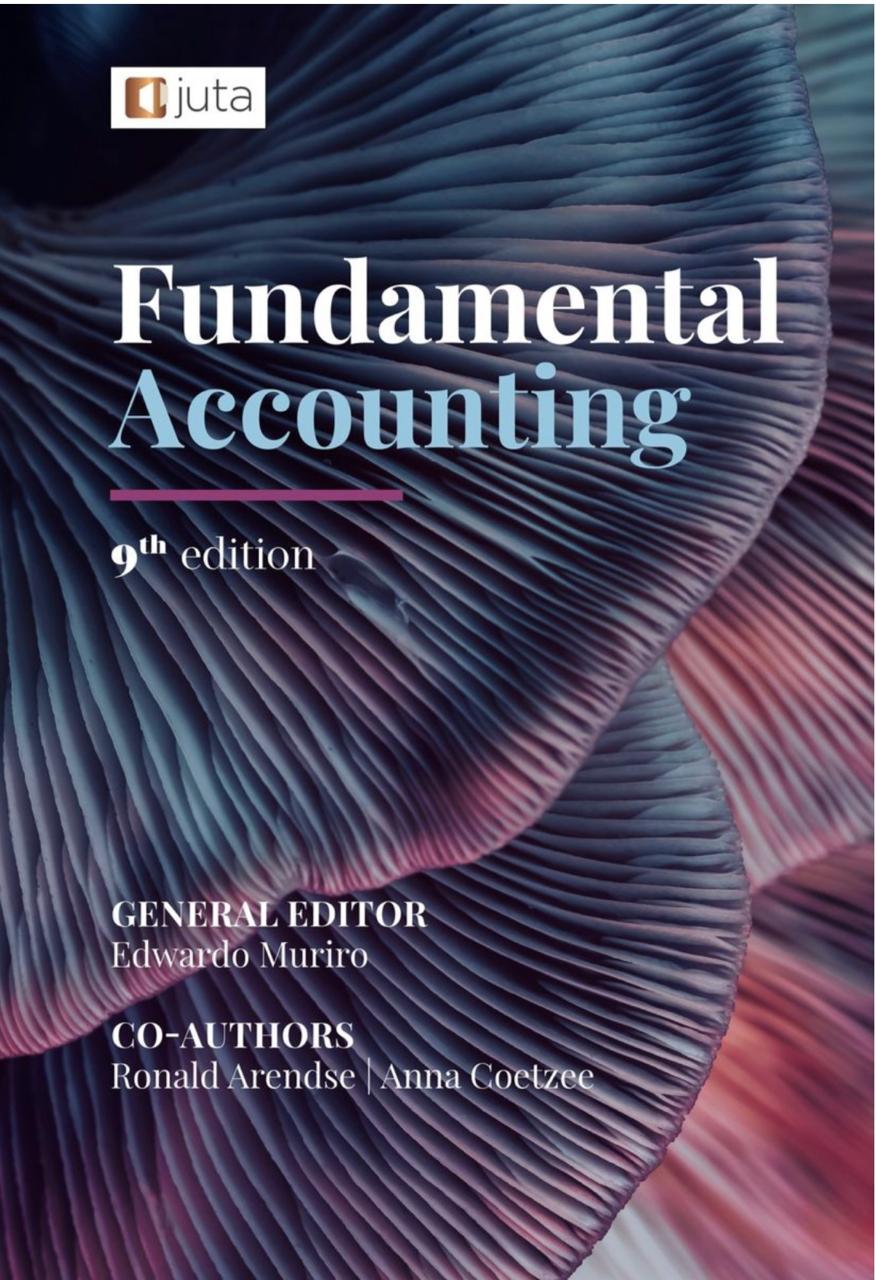 juta
Fundamental
Accounting
9th edition
GENERAL EDITOR
Edwardo Muriro
CO-AUTHORS
Ronald Arendse | Anna Coetzee